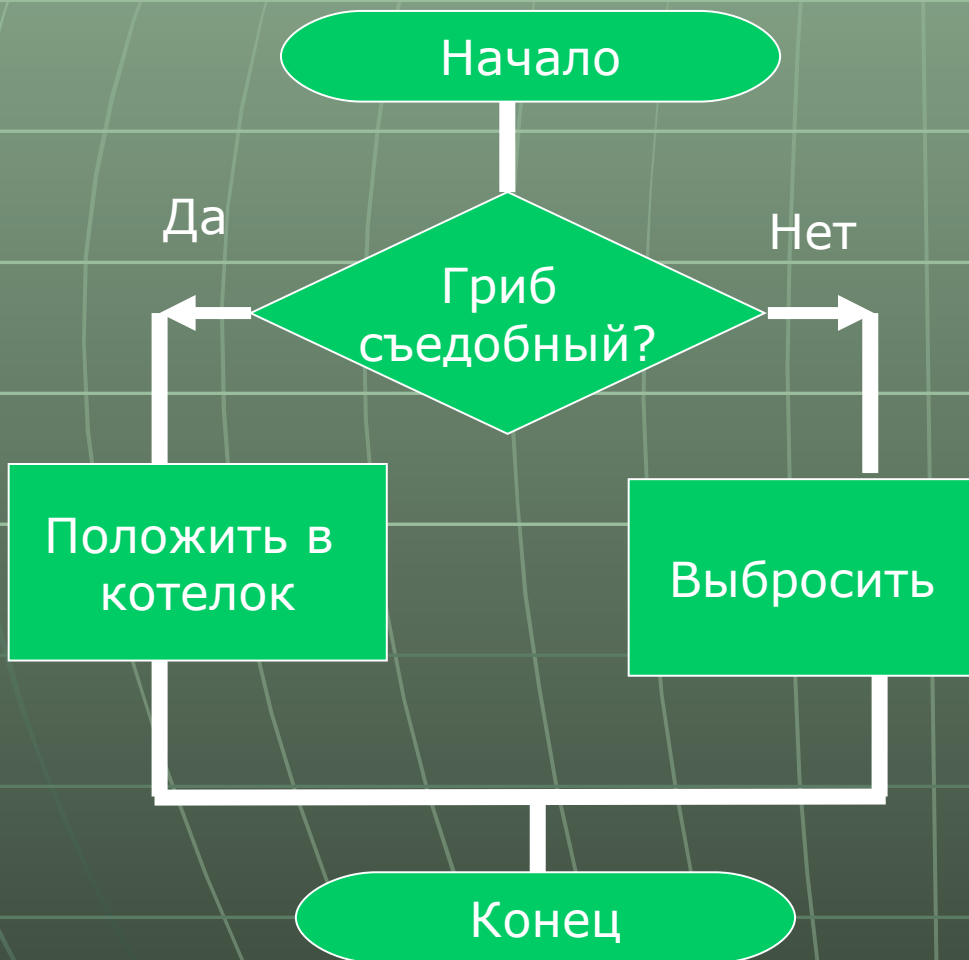 Начало
Да
Нет
Гриб
съедобный?
Положить в
котелок
Выбросить
Конец